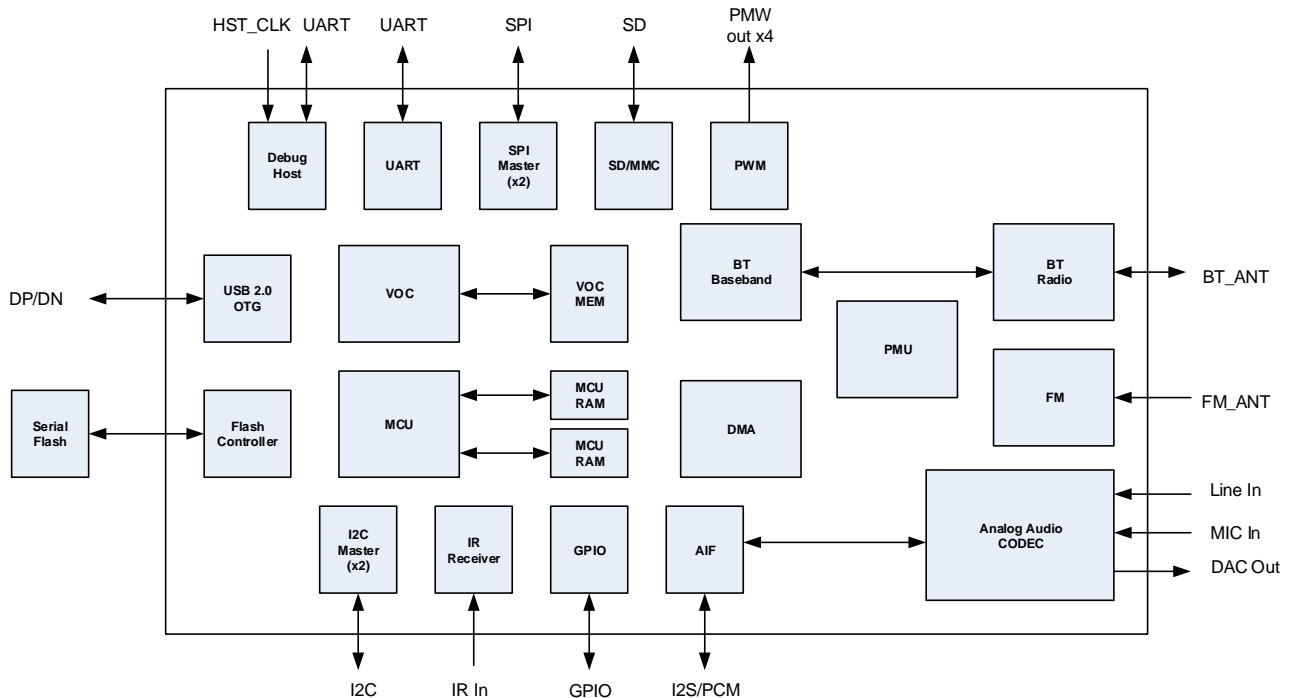 HST_CLK UART
UART
SPI
SD
PMW
out x4
Debug
Host
UART
SPI
Master
(x2)
SD/MMC
PWM
DP/DN
USB 2.0
OTG
VOC
VOC
MEM
BT
Baseband
BT
Radio
BT_ANT
PMU
Serial
Flash
Flash
Controller
MCU
MCU
RAM
MCU
RAM
DMA
FM
FM_ANT
I2C
Master
(x2)
IR
Receiver
GPIO
AIF
Analog Audio
CODEC
Line In
MIC In
DAC Out
I2C
IR In
GPIO
I2S/PCM